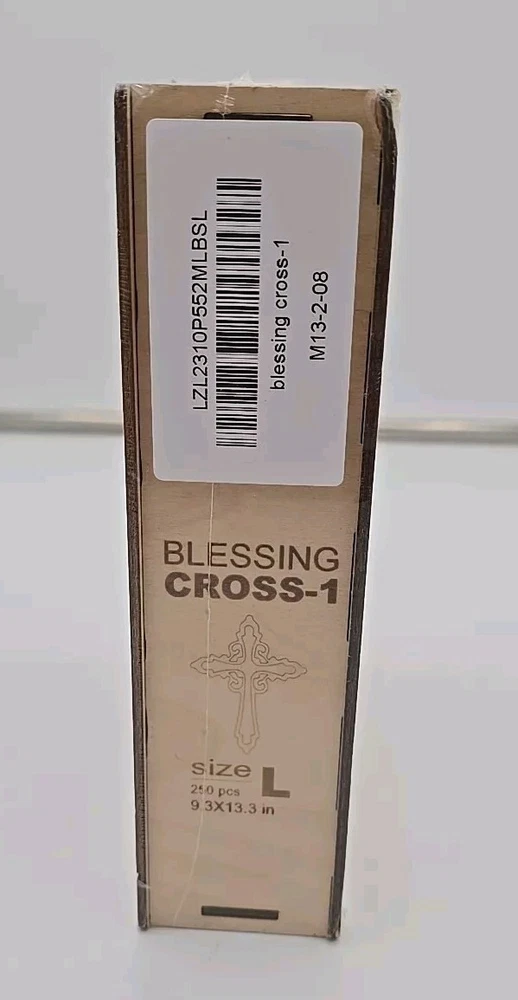 LZL2310P552MLBSL
blessing cross-1
M13-2-08
BLESSING
CROSS-1
size L
250 pcs
9.3X13.3 in